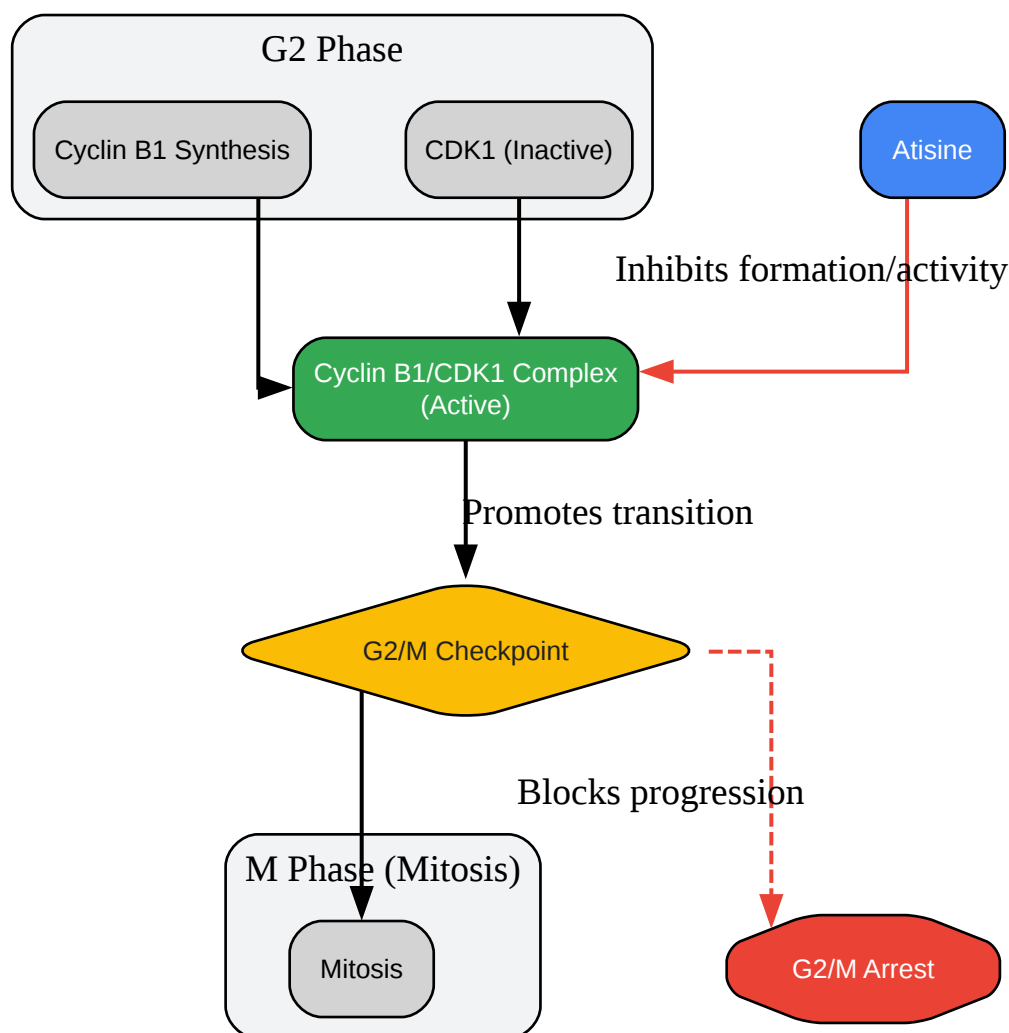 G2 Phase
Cyclin B1 Synthesis
CDK1 (Inactive)
Atisine
Inhibits formation/activity
Cyclin B1/CDK1 Complex
(Active)
Promotes transition
G2/M Checkpoint
Blocks progression
M Phase (Mitosis)
Mitosis
G2/M Arrest